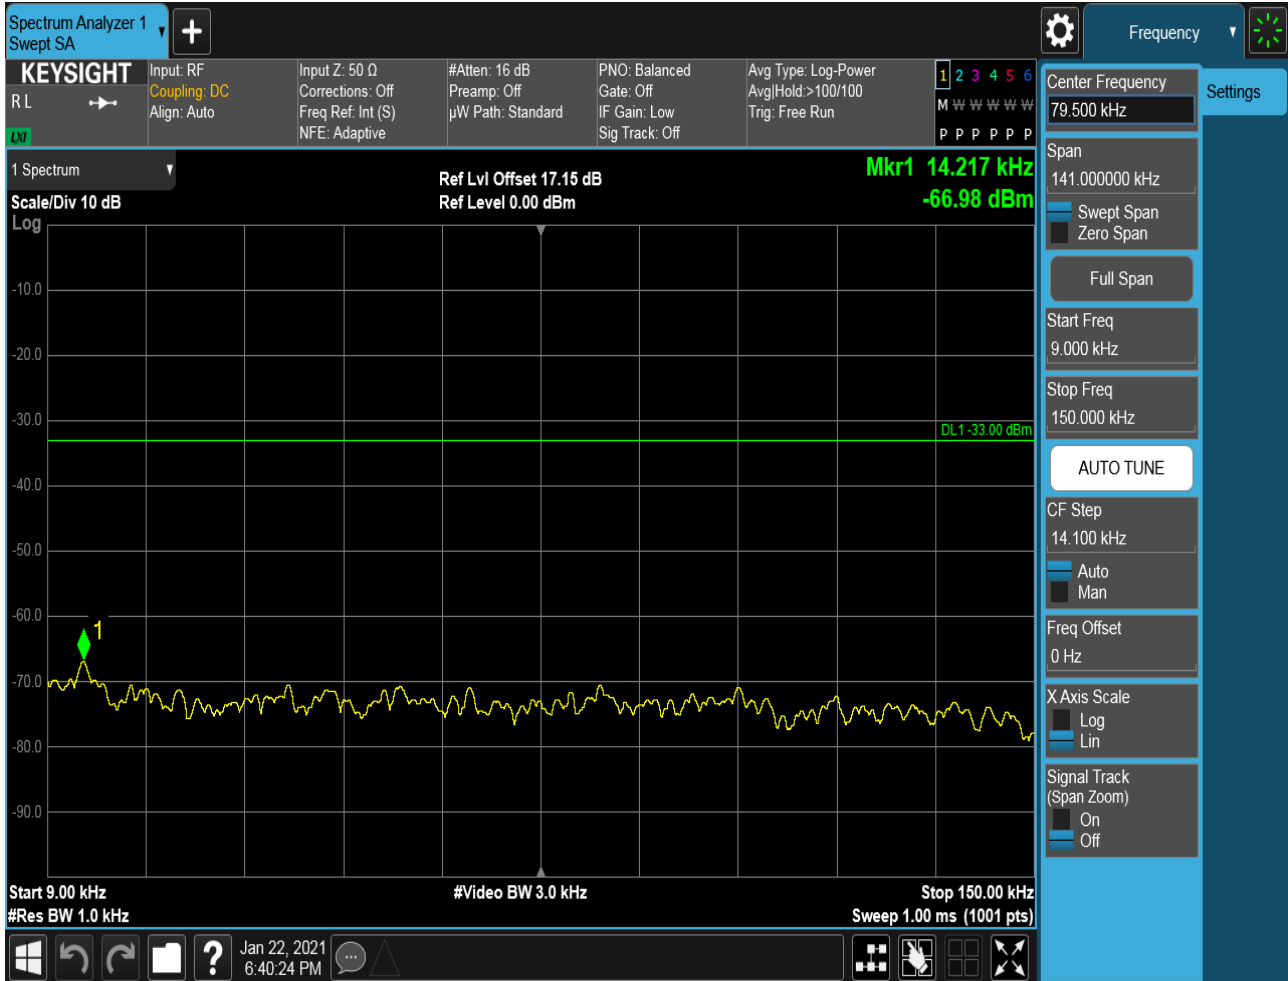 Spectrum Analyzer 1
Swept SA
Frequency
KEYSIGHT
R L
LXI
Input: RF
Coupling: DC
Align: Auto
Input Z: 50 Ω
Corrections: Off
Freq Ref: Int (S)
NFE: Adaptive
#Atten: 16 dB
Preamp: Off
µW Path: Standard
PNO: Balanced
Gate: Off
IF Gain: Low
Sig Track: Off
Avg Type: Log-Power
Avg|Hold:>100/100
Trig: Free Run
1 2 3 4 5 6
M W W W W W
P P P P P P
1 Spectrum
Scale/Div 10 dB
Log
Ref Lvl Offset 17.15 dB
Ref Level 0.00 dBm
Mkr1 14.217 kHz
-66.98 dBm
-10.0
-20.0
-30.0
DL1 -33.00 dBm
-40.0
-50.0
-60.0
1
-70.0
-80.0
-90.0
Start 9.00 kHz
#Video BW 3.0 kHz
Stop 150.00 kHz
#Res BW 1.0 kHz
Sweep 1.00 ms (1001 pts)
Center Frequency
79.500 kHz
Settings
Span
141.000000 kHz
Swept Span
Zero Span
Full Span
Start Freq
9.000 kHz
Stop Freq
150.000 kHz
AUTO TUNE
CF Step
14.100 kHz
Auto
Man
Freq Offset
0 Hz
X Axis Scale
Log
Lin
Signal Track
(Span Zoom)
On
Off
?
Jan 22, 2021
6:40:24 PM